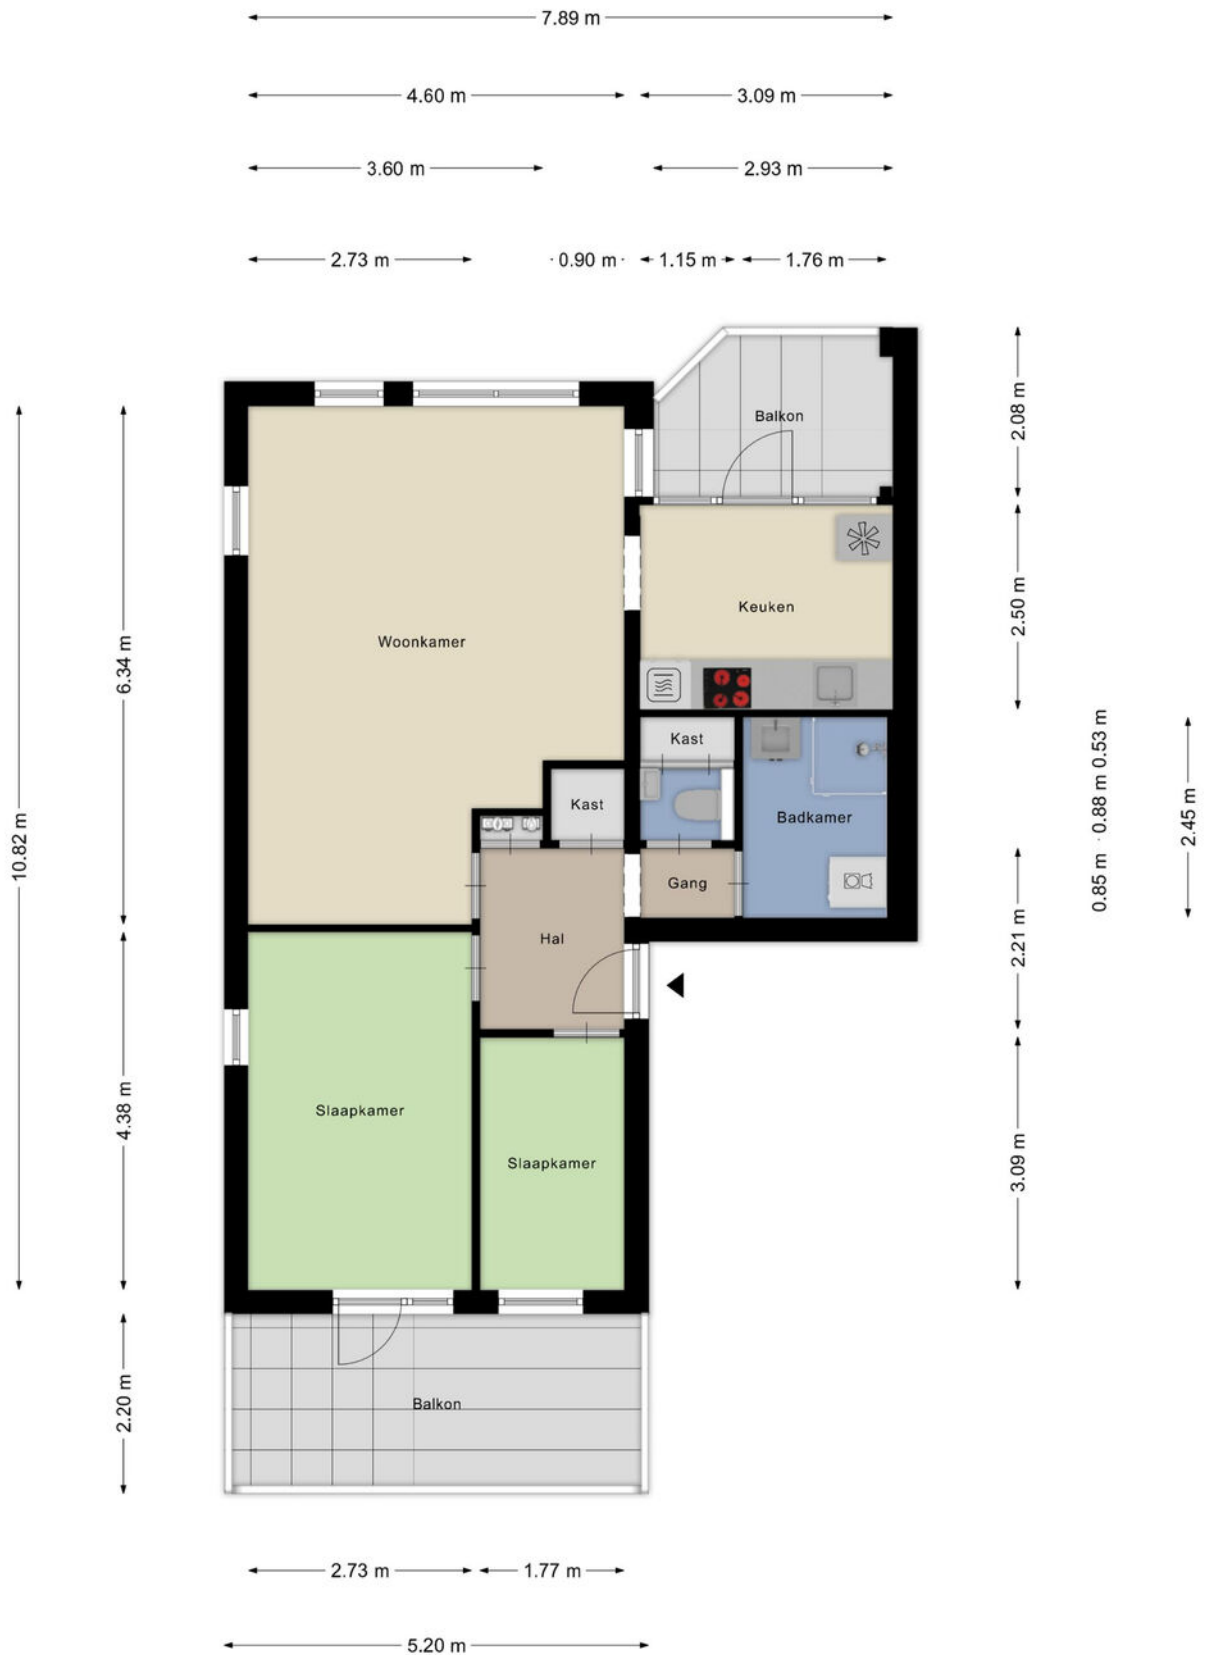 7.89 m
4.60 m
3.09 m
3.60 m
2.93 m
2.73 m
0.90 m
1.15 m
1.76 m
2.08 m
Balkon
2.50 m
Keuken
Woonkamer
6.34 m
Kast
0.85 m · 0.88 m 0.53 m
Kast
Badkamer
2.45 m
10.82 m
Gang
Hal
2.21 m
4.38 m
Slaapkamer
Slaapkamer
3.09 m
2.20 m
Balkon
2.73 m
1.77 m
5.20 m